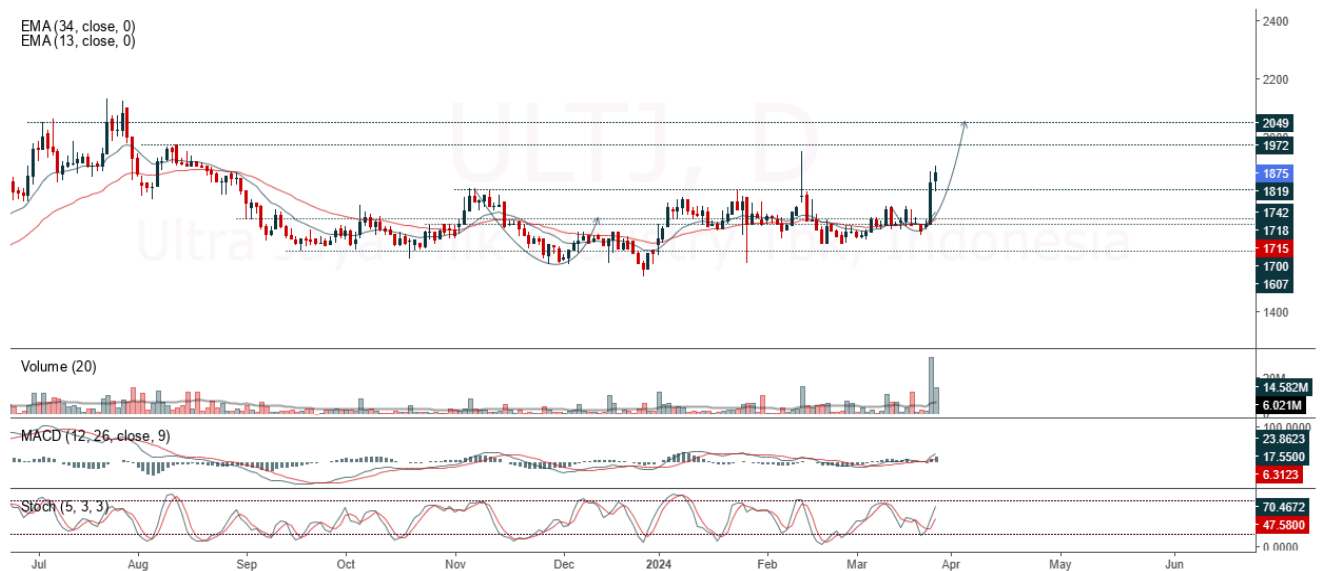 EMA (34, close, 0)
EMA (13, close, 0)
ULTJ, D
2400
2200
2049
1972
1875
1819
1742
1718
1715
1700
1607
1400
Volume (20)
14.582M
6.021M
MACD (12, 26, close, 9)
100.0000
23.8623
17.5500
6.3123
Stoch (5, 3, 3)
70.4672
47.5800
0.0000
Jul Aug Sep Oct Nov Dec 2024 Feb Mar Apr May Jun